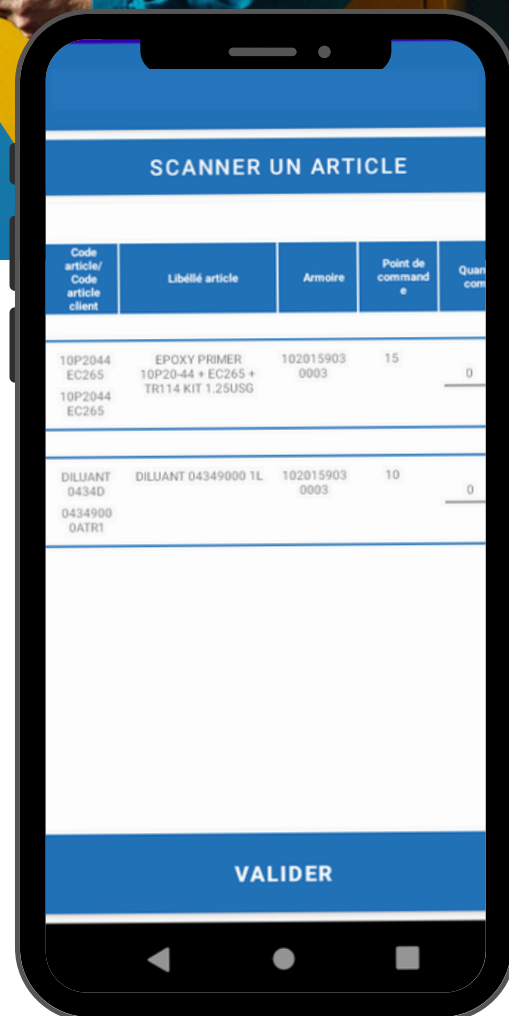 SCANNER UN ARTICLE
Code
article/
Code
article
client
Libéllé article
Armoire
Point de
command
e
Quan
com
10P2044
EC265
10P2044
EC265
EPOXY PRIMER
10P20-44 + EC265 +
TR114 KIT 1.25USG
102015903
0003
15
0
DILUANT
0434D
0434900
0ATR1
DILUANT 04349000 1L
102015903
0003
10
0
VALIDER